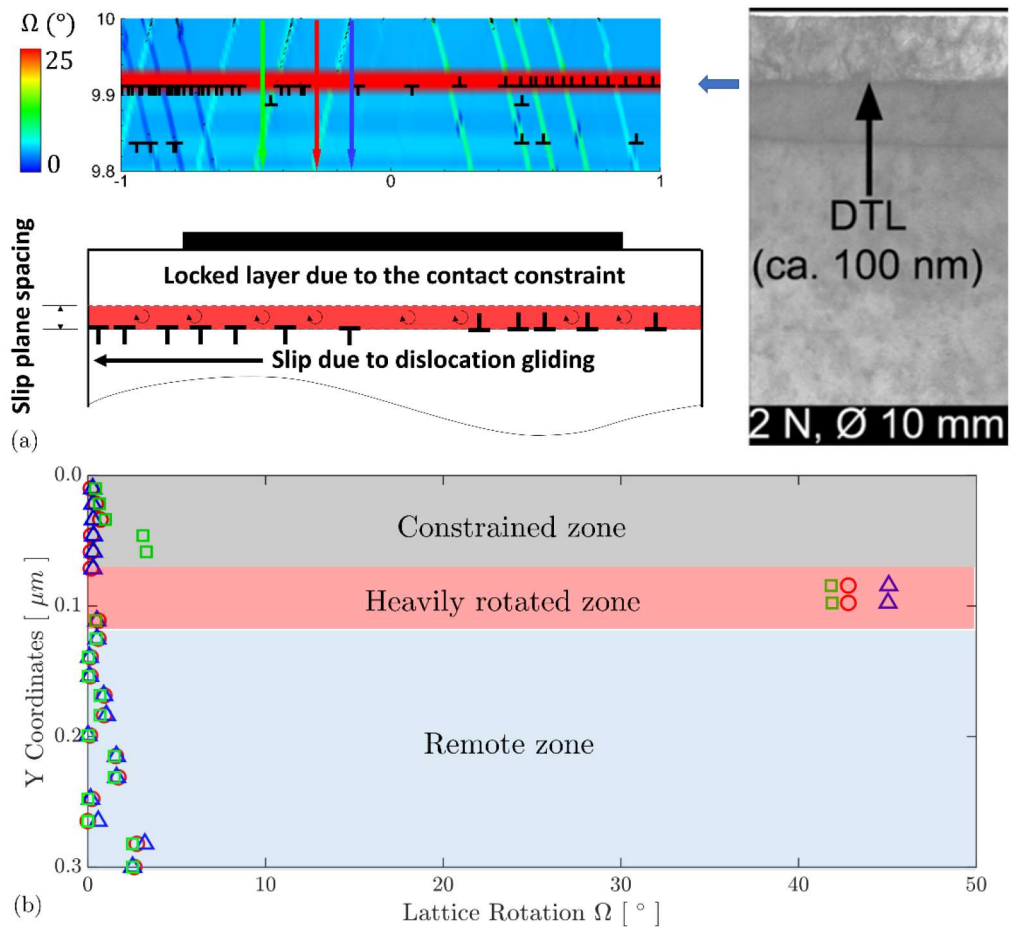 Ω (°)
25
0
10
9.9
9.8
-1
0
1
DTL
(ca. 100 nm)
2 N, Ø 10 mm
Slip plane spacing
Locked layer due to the contact constraint
Slip due to dislocation gliding
(a)
0.0
0.1
0.2
0.3
Y Coordinates [ μm ]
Constrained zone
Heavily rotated zone
Remote zone
0
10
20
30
40
50
Lattice Rotation Ω [ ° ]
(b)